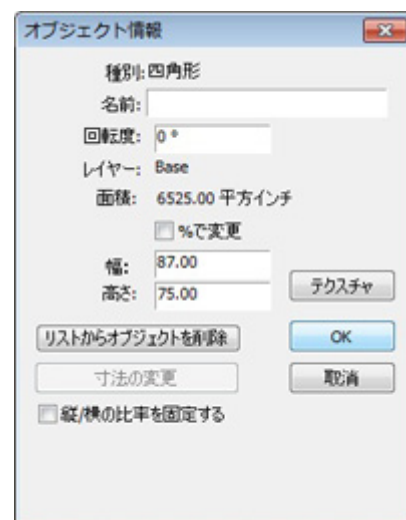 オブジェクト情報
種別: 四角形
名前:
回転度: 0 °
レイヤー: Base
面積: 6525.00 平方インチ
%で変更
幅: 87.00
高さ: 75.00
テクスチャ
リストからオブジェクトを削除
OK
寸法の変更
取消
縦/横の比率を固定する